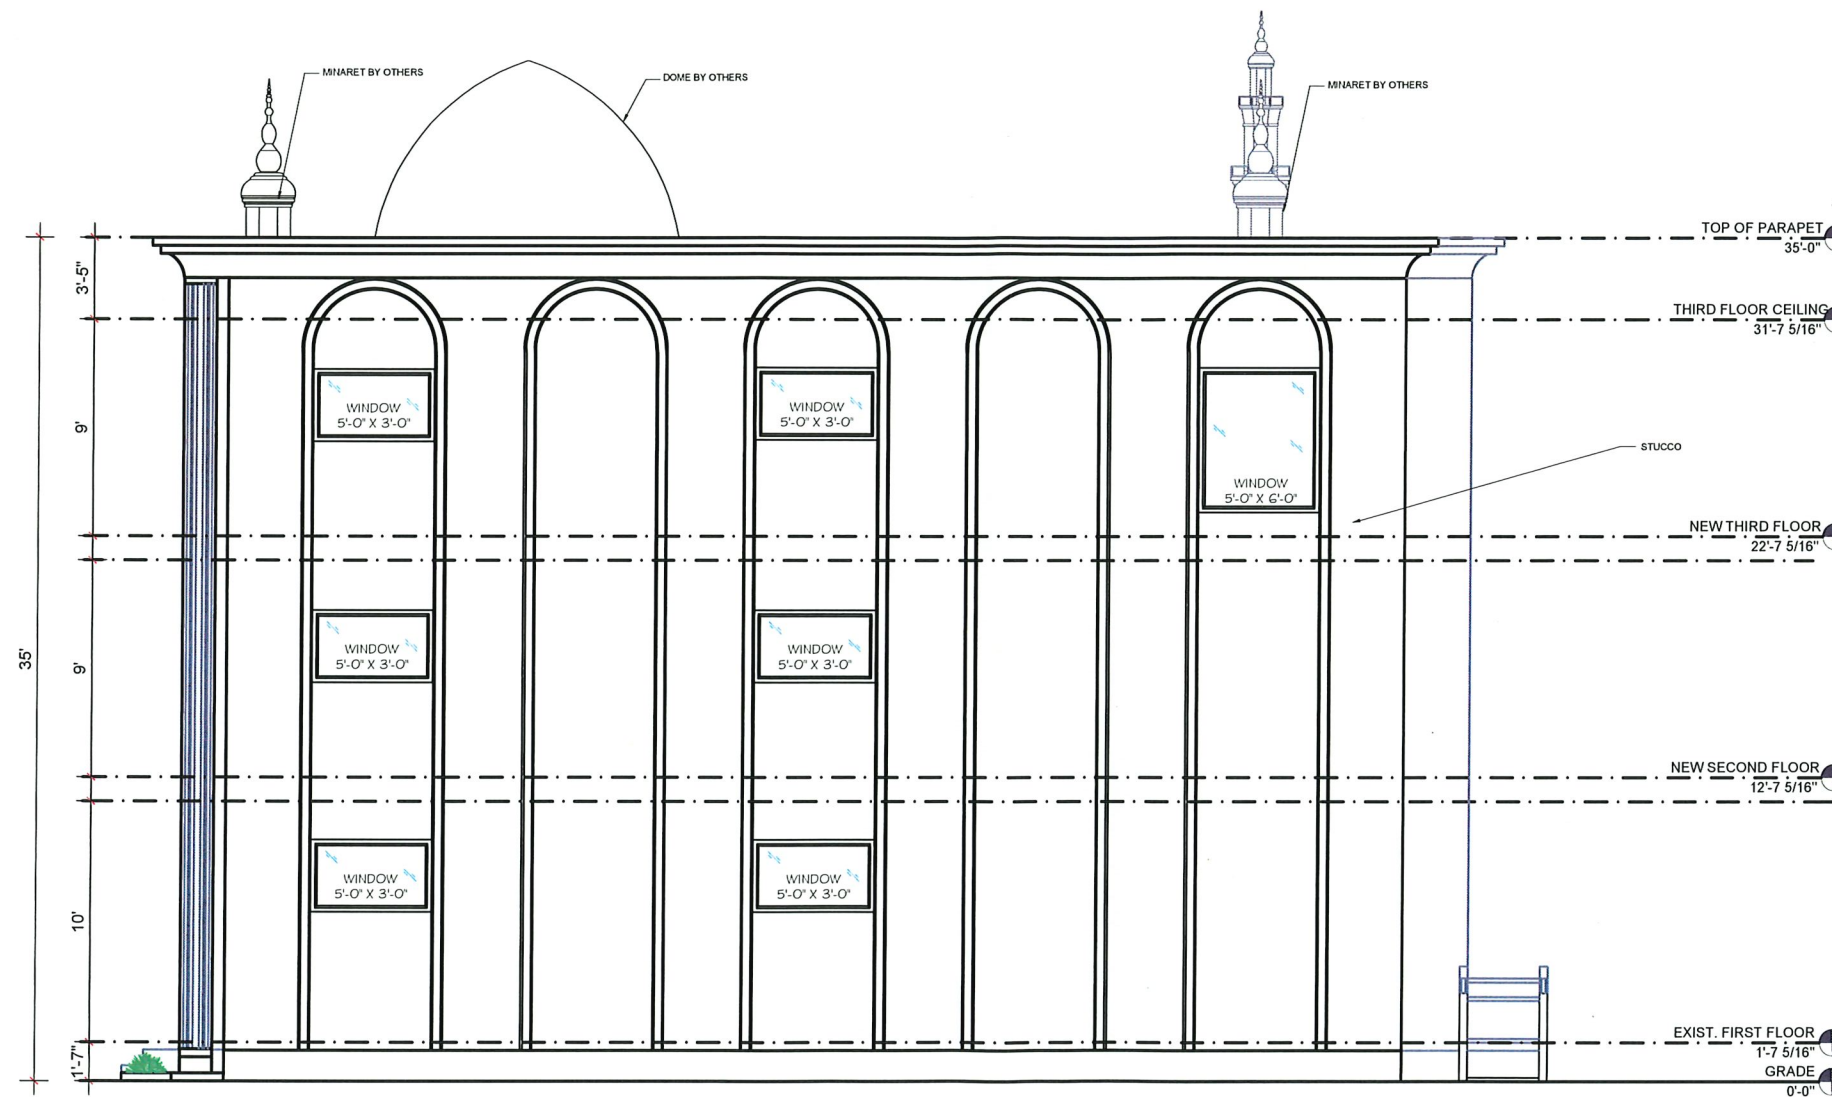 MINARET BY OTHERS
DOME BY OTHERS
MINARET BY OTHERS
TOP OF PARAPET
35'-0"
3'-5"
THIRD FLOOR CEILING
31'-7 5/16"
WINDOW
5'-0" X 3'-0"
WINDOW
5'-0" X 3'-0"
9'
STUCCO
WINDOW
5'-0" X 6'-0"
NEW THIRD FLOOR
22'-7 5/16"
35'
9'
WINDOW
5'-0" X 3'-0"
WINDOW
5'-0" X 3'-0"
NEW SECOND FLOOR
12'-7 5/16"
WINDOW
5'-0" X 3'-0"
WINDOW
5'-0" X 3'-0"
10'
EXIST. FIRST FLOOR
1'-7 5/16"
1'-7"
GRADE
0'-0"